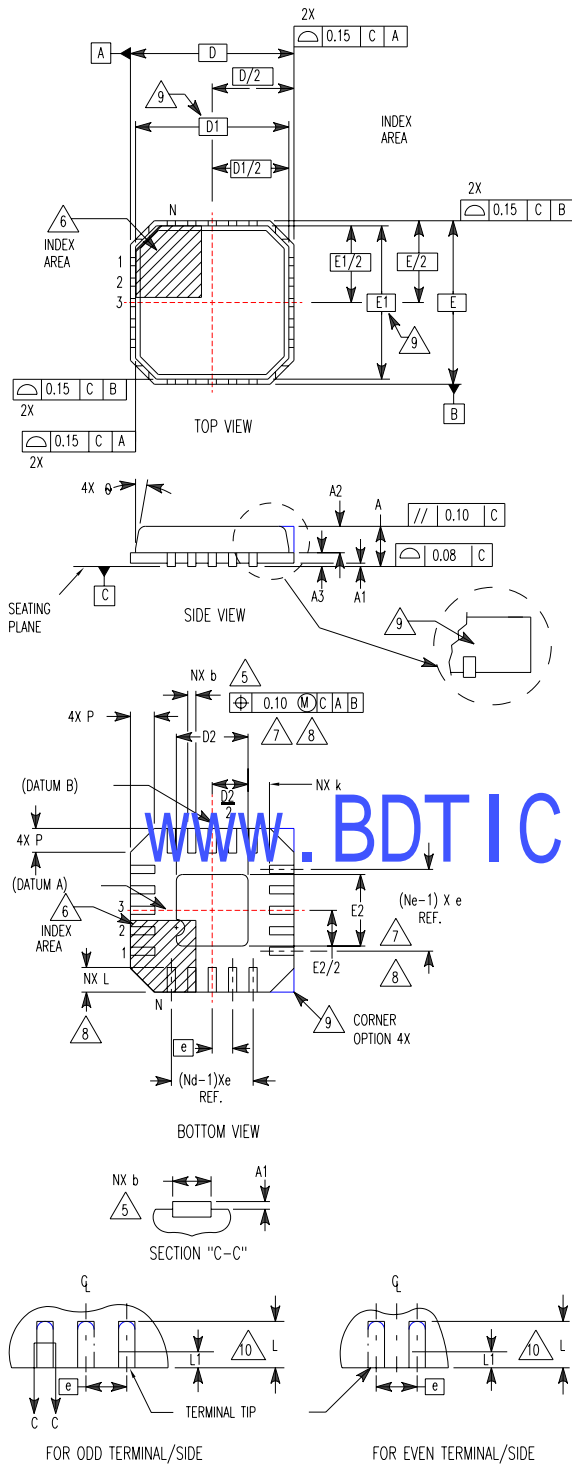 2X
0.15 C A
A
D
D/2
9
D1
INDEX
AREA
D1/2
2X
0.15 C B
N
6
INDEX
AREA
1
2
3
E1/2
E/2
E1
E
9
0.15 C B
2X
B
0.15 C A
2X
TOP VIEW
4X θ
A2
A
// 0.10 C
0.08 C
C
A3
A1
SEATING
PLANE
SIDE VIEW
9
NX b
5
0.10 M C A B
4X P
D2
7
8
(DATUM B)
D2
2
NX k
WWW.BDTIC
4X P
(DATUM A)
3
2
1
6
INDEX
AREA
E2
E2/2
(Ne-1) X e
REF.
7
8
NX L
8
N
9
CORNER
OPTION 4X
e
(Nd-1)Xe
REF.
BOTTOM VIEW
NX b
5
A1
SECTION "C-C"
CL
CL
L
10
L1
e
L
10
L1
e
C C
TERMINAL TIP
FOR ODD TERMINAL/SIDE
FOR EVEN TERMINAL/SIDE